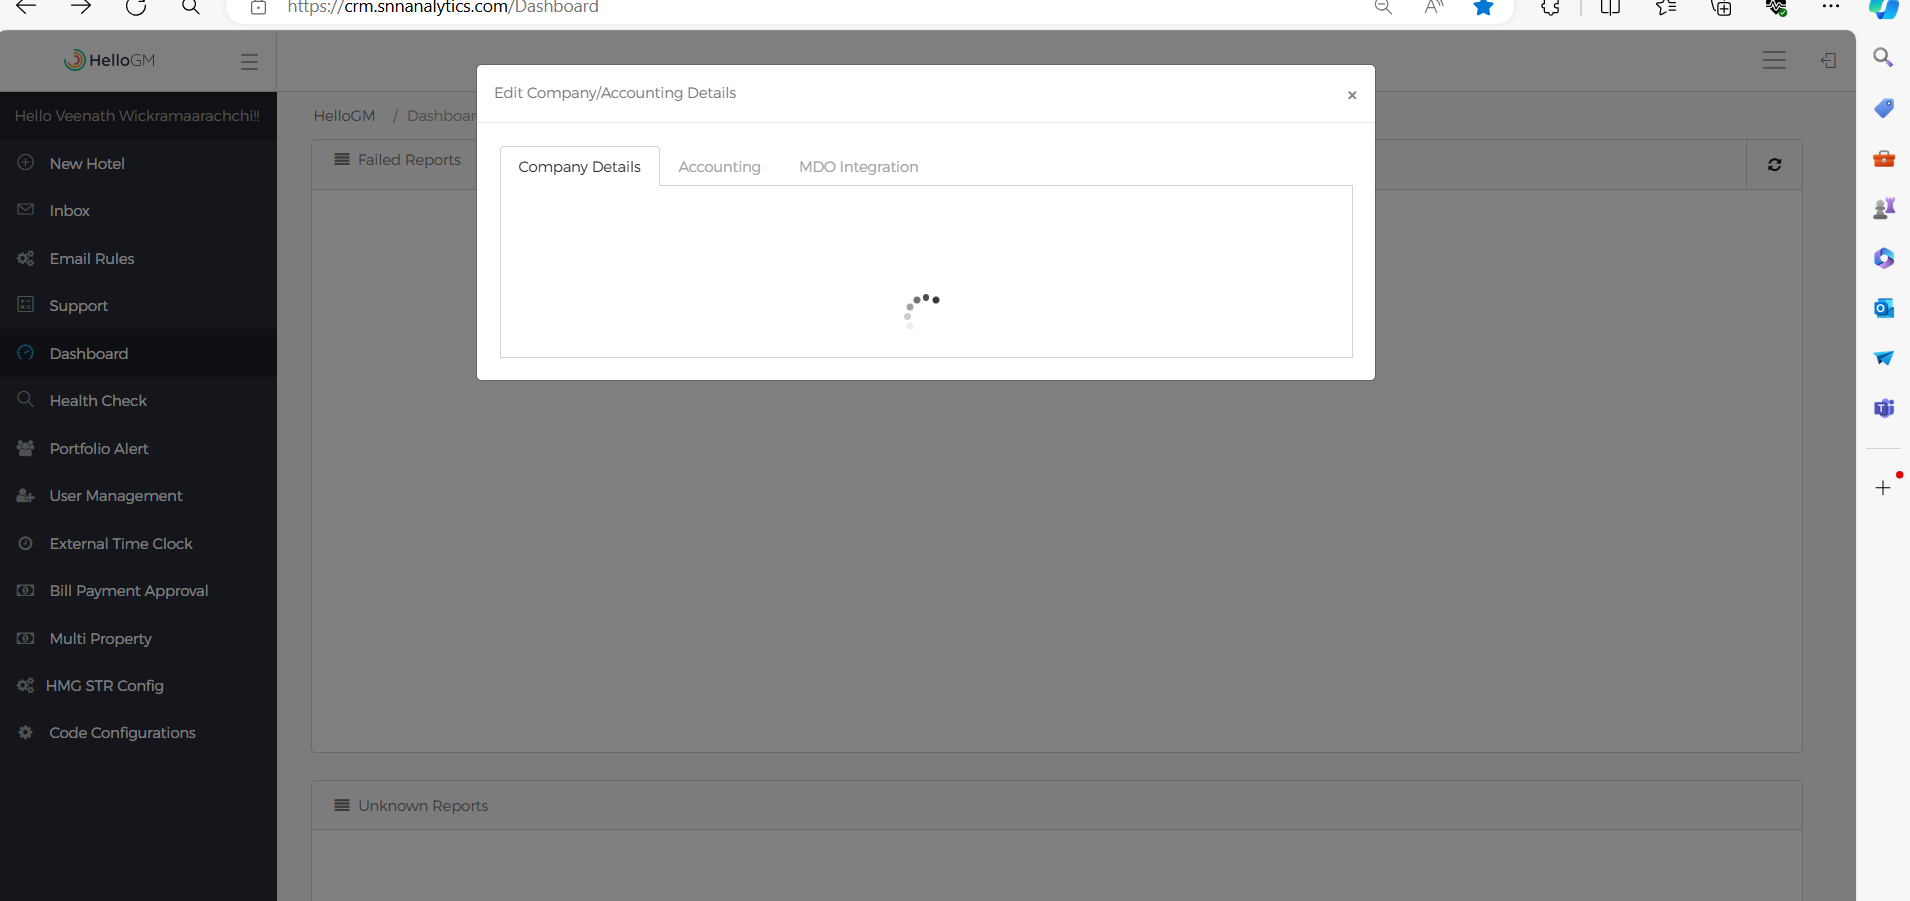 https://crm.snnanalytics.com/Dashboard
HelloGM
Edit Company/Accounting Details
×
Hello Veenath Wickramaarachchi!!
HelloGM / Dashboar
New Hotel
Failed Reports
Company Details Accounting MDO Integration
Inbox
Email Rules
Support
Dashboard
Health Check
Portfolio Alert
User Management
External Time Clock
Bill Payment Approval
Multi Property
HMG STR Config
Code Configurations
Unknown Reports